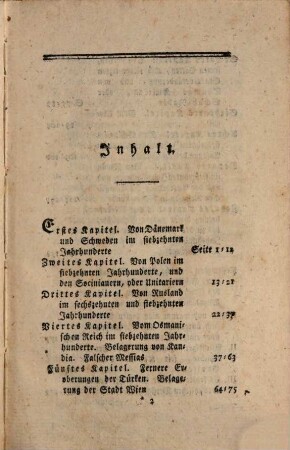 Inhalt.
Erstes Kapitel. Von Dänemark
und Schweden im siebzehnten
Jahrhunderte Seite 1-12
Zweites Kapitel. Von Polen im
siebzehnten Jahrhunderte, und
den Socinianern, oder Unitariern 13-21
Drittes Kapitel. Von Rusland
im sechszehnten und siebzehnten
Jahrhunderte 22-37
Viertes Kapitel. Vom Osmani-
schen Reich im siebzehnten Jahr-
hunderte. Belagerung von Kan-
dia. Falscher Messias 37-63
Fünftes Kapitel. Fernere Er-
oberungen der Türken. Belage-
rung der Stadt Wien 64-75
* 2